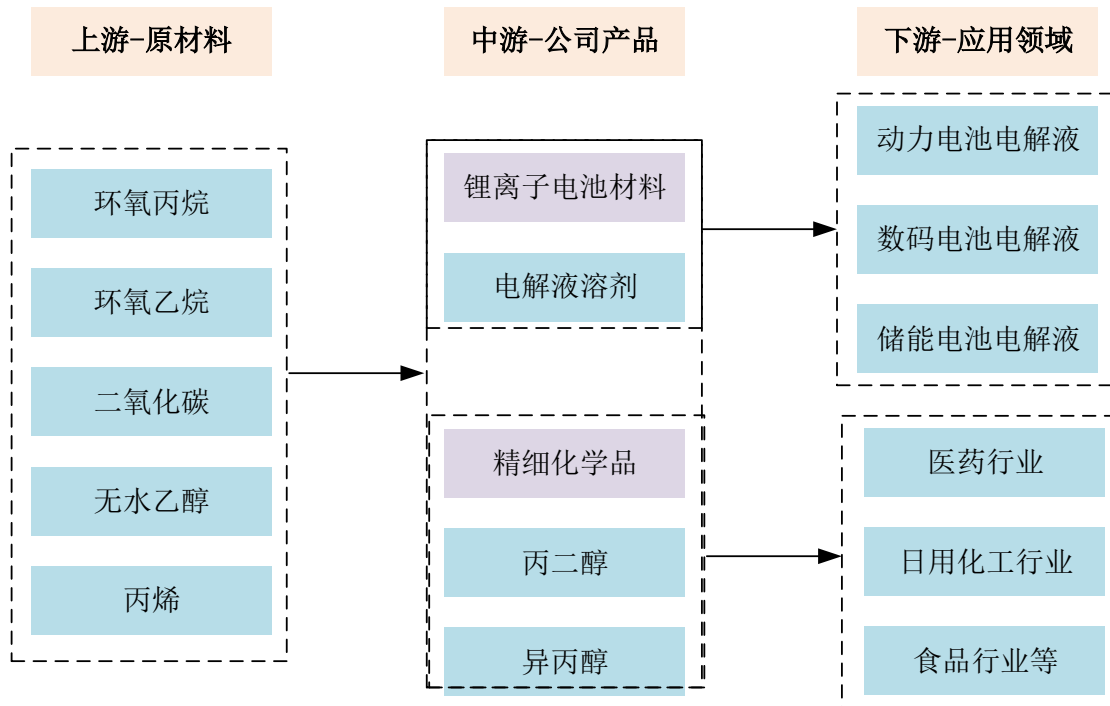 上游-原材料
中游-公司产品
下游-应用领域
环氧丙烷
环氧乙烷
二氧化碳
无水乙醇
丙烯
锂离子电池材料
电解液溶剂
精细化学品
丙二醇
异丙醇
动力电池电解液
数码电池电解液
储能电池电解液
医药行业
日用化工行业
食品行业等